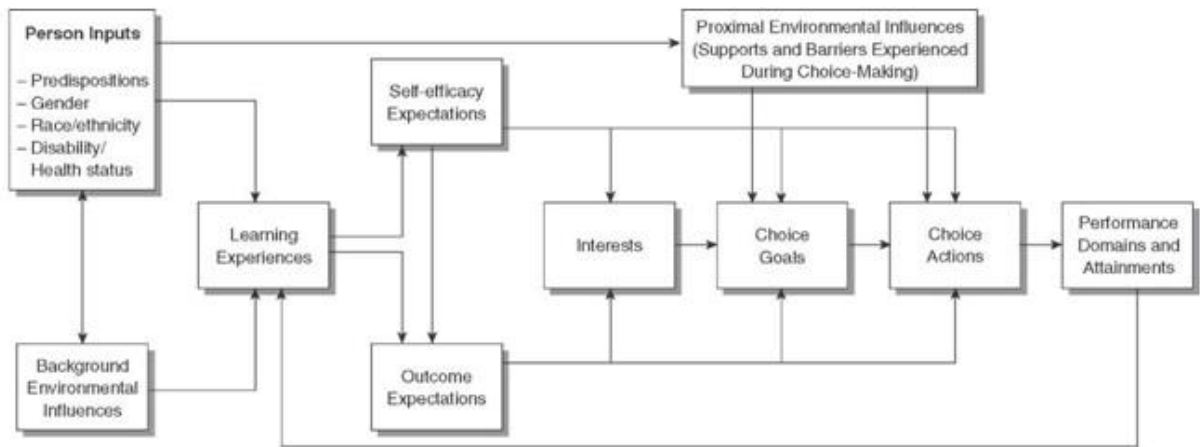 Person Inputs
– Predispositions
– Gender
– Race/ethnicity
– Disability/
Health status
Proximal Environmental Influences
(Supports and Barriers Experienced
During Choice-Making)
Self-efficacy
Expectations
Learning
Experiences
Interests
Choice
Goals
Choice
Actions
Performance
Domains and
Attainments
Background
Environmental
Influences
Outcome
Expectations